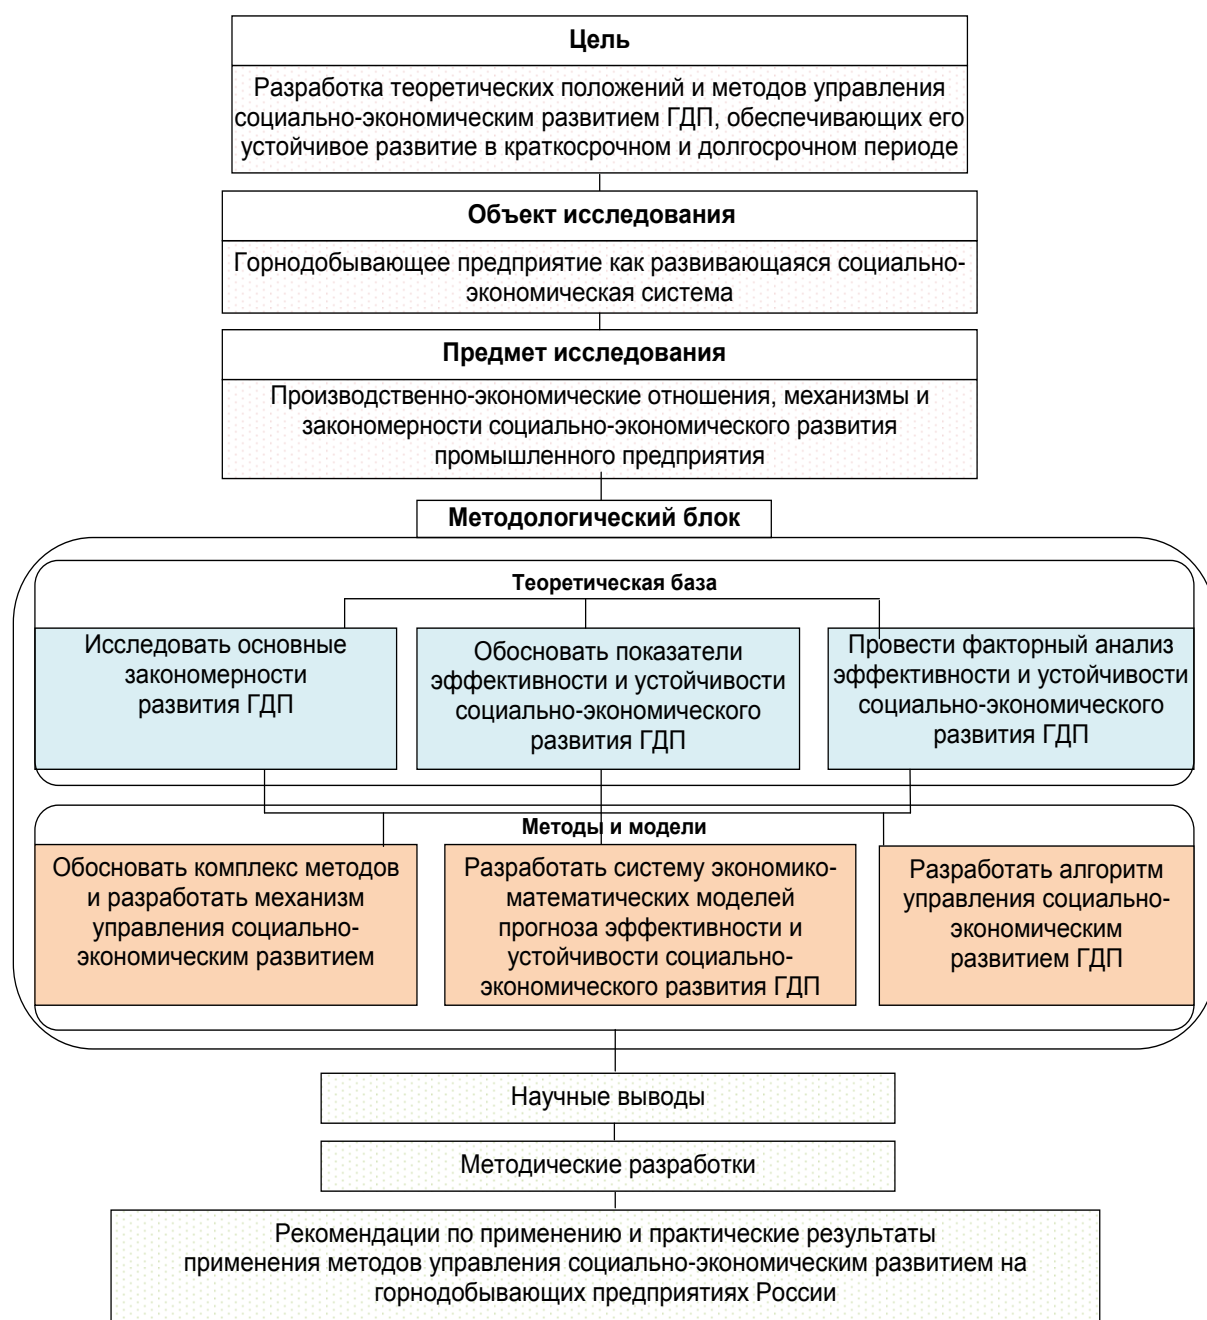 Цель
Разработка теоретических положений и методов управления
социально-экономическим развитием ГДП, обеспечивающих его
устойчивое развитие в краткосрочном и долгосрочном периоде
Объект исследования
Горнодобывающее предприятие как развивающаяся социально-
экономическая система
Предмет исследования
Производственно-экономические отношения, механизмы и
закономерности социально-экономического развития
промышленного предприятия
Методологический блок
Теоретическая база
Исследовать основные
закономерности
развития ГДП
Обосновать показатели
эффективности и устойчивости
социально-экономического
развития ГДП
Провести факторный анализ
эффективности и устойчивости
социально-экономического
развития ГДП
Методы и модели
Обосновать комплекс методов
и разработать механизм
управления социально-
экономическим развитием
Разработать систему экономико-
математических моделей
прогноза эффективности и
устойчивости социально-
экономического развития ГДП
Разработать алгоритм
управления социально-
экономическим
развитием ГДП
Научные выводы
Методические разработки
Рекомендации по применению и практические результаты
применения методов управления социально-экономическим развитием на
горнодобывающих предприятиях России